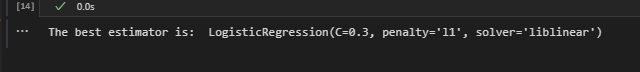 [14] 0.0s
... The best estimator is:  LogisticRegression(C=0.3, penalty='l1', solver='liblinear')